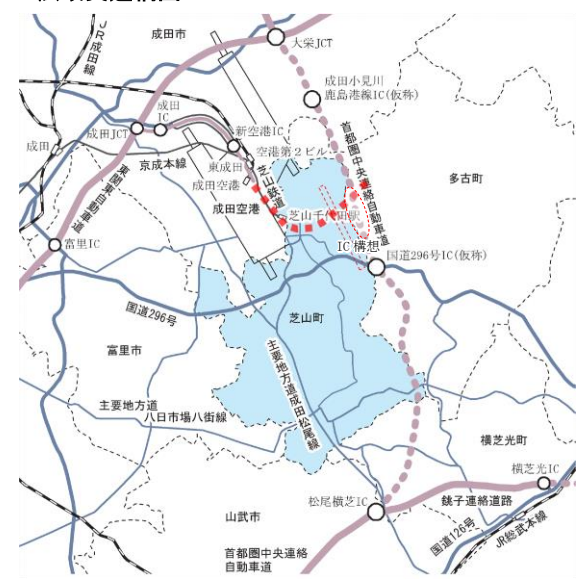 成田市
大栄JCT
JR成田線
成田小見川
鹿島港線IC(仮称)
成田
IC
成田JCT
新空港IC
首都圏中央連絡自動車道
成田
東成田
空港第2ビル
京成本線
成田空港
芝山鉄道
多古町
東関東自動車道
成田空港
芝山千代田駅
富里IC
IC 構想
国道296号IC(仮称)
国道296号
芝山町
富里市
主要地方道成田松尾線
主要地方道
八日市場八街線
横芝光町
横芝光IC
松尾横芝IC
銚子連絡道路
山武市
国道126号
JR総武本線
首都圏中央連絡
自動車道